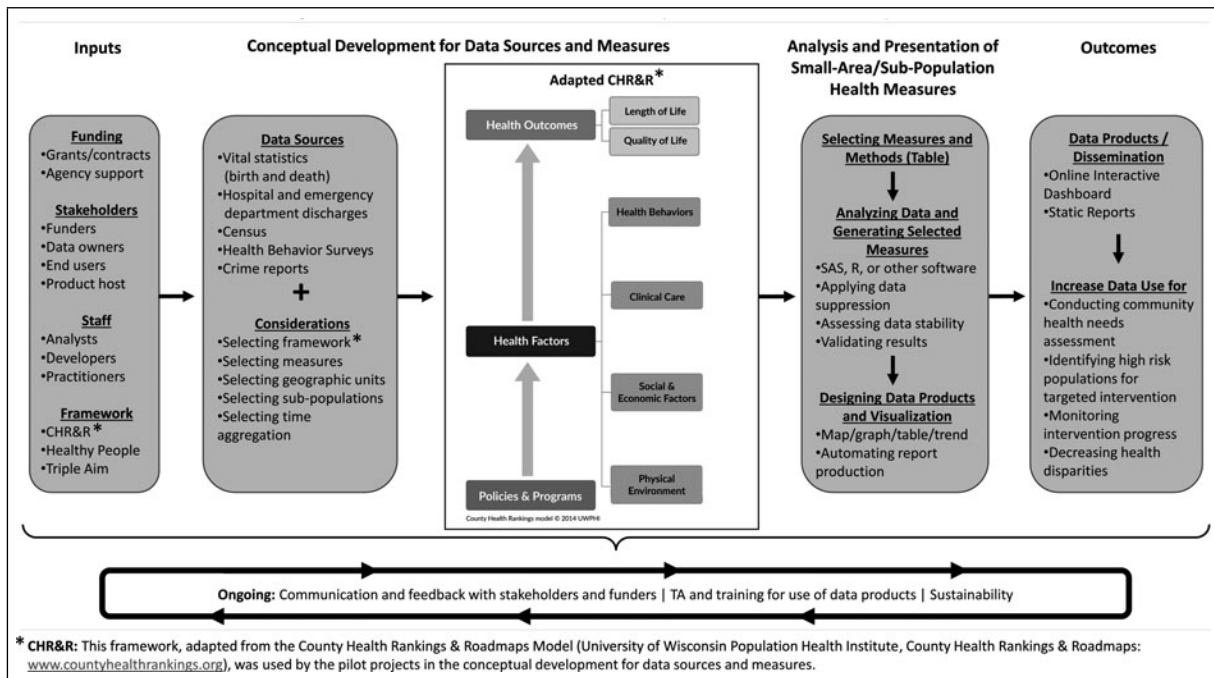 Inputs
Conceptual Development for Data Sources and Measures
Analysis and Presentation of
Small-Area/Sub-Population
Health Measures
Outcomes
Funding
•Grants/contracts
•Agency support
Stakeholders
•Funders
•Data owners
•End users
•Product host
Staff
•Analysts
•Developers
•Practitioners
Framework
•CHR&R*
•Healthy People
•Triple Aim
Data Sources
•Vital statistics
(birth and death)
•Hospital and emergency
department discharges
•Census
•Health Behavior Surveys
•Crime reports
+
Considerations
•Selecting framework*
•Selecting measures
•Selecting geographic units
•Selecting sub-populations
•Selecting time
aggregation
Adapted CHR&R*
Health Outcomes
Length of Life
Quality of Life
Health Behaviors
Clinical Care
Health Factors
Social &
Economic Factors
Physical
Environment
Policies & Programs
County Health Rankings model © 2014 UWPHI
Selecting Measures and
Methods (Table)
Analyzing Data and
Generating Selected
Measures
•SAS, R, or other software
•Applying data
suppression
•Assessing data stability
•Validating results
Designing Data Products
and Visualization
•Map/graph/table/trend
•Automating report
production
Data Products /
Dissemination
•Online Interactive
Dashboard
•Static Reports
Increase Data Use for
•Conducting community
health needs
assessment
•Identifying high risk
populations for
targeted intervention
•Monitoring
intervention progress
•Decreasing health
disparities
Ongoing: Communication and feedback with stakeholders and funders | TA and training for use of data products | Sustainability
* CHR&R: This framework, adapted from the County Health Rankings & Roadmaps Model (University of Wisconsin Population Health Institute, County Health Rankings & Roadmaps:
www.countyhealthrankings.org), was used by the pilot projects in the conceptual development for data sources and measures.